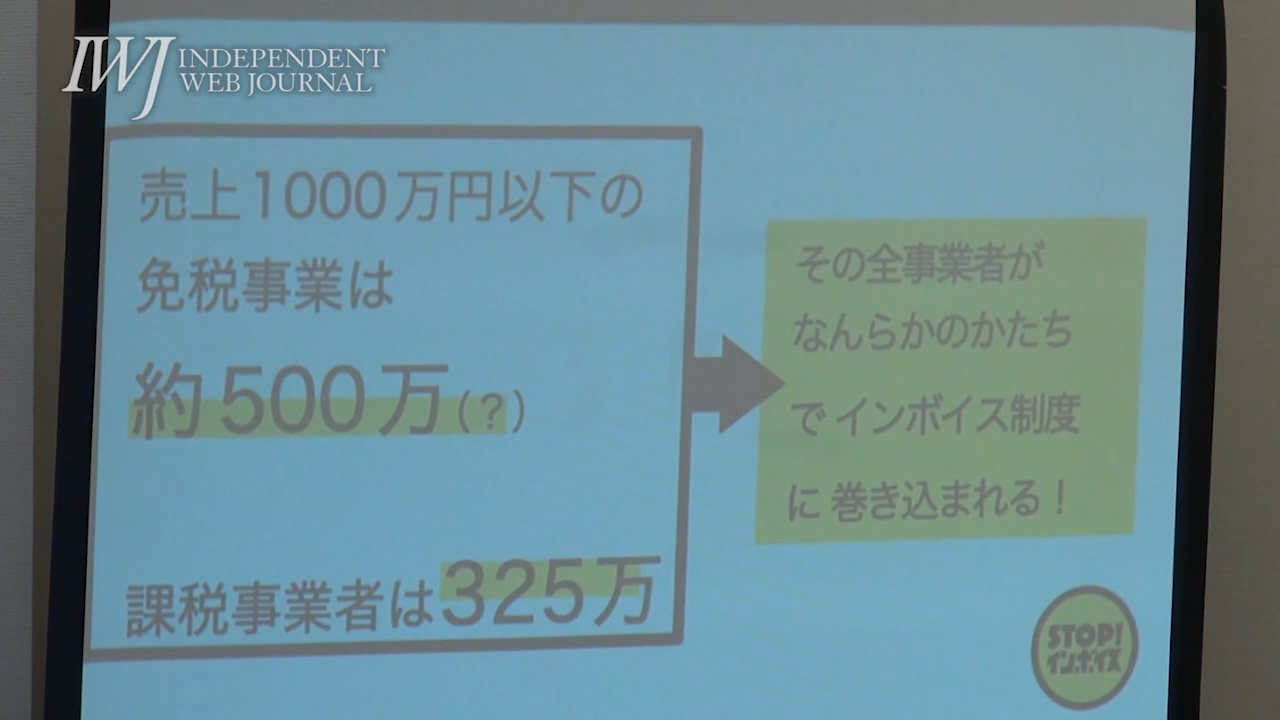 IWJ INDEPENDENT
WEB JOURNAL
売上1000万円以下の
免税事業は
約500万(?)
課税事業者は325万
その全事業者が
なんらかのかたち
でインボイス制度
に巻き込まれる!
STOP!
インボイス